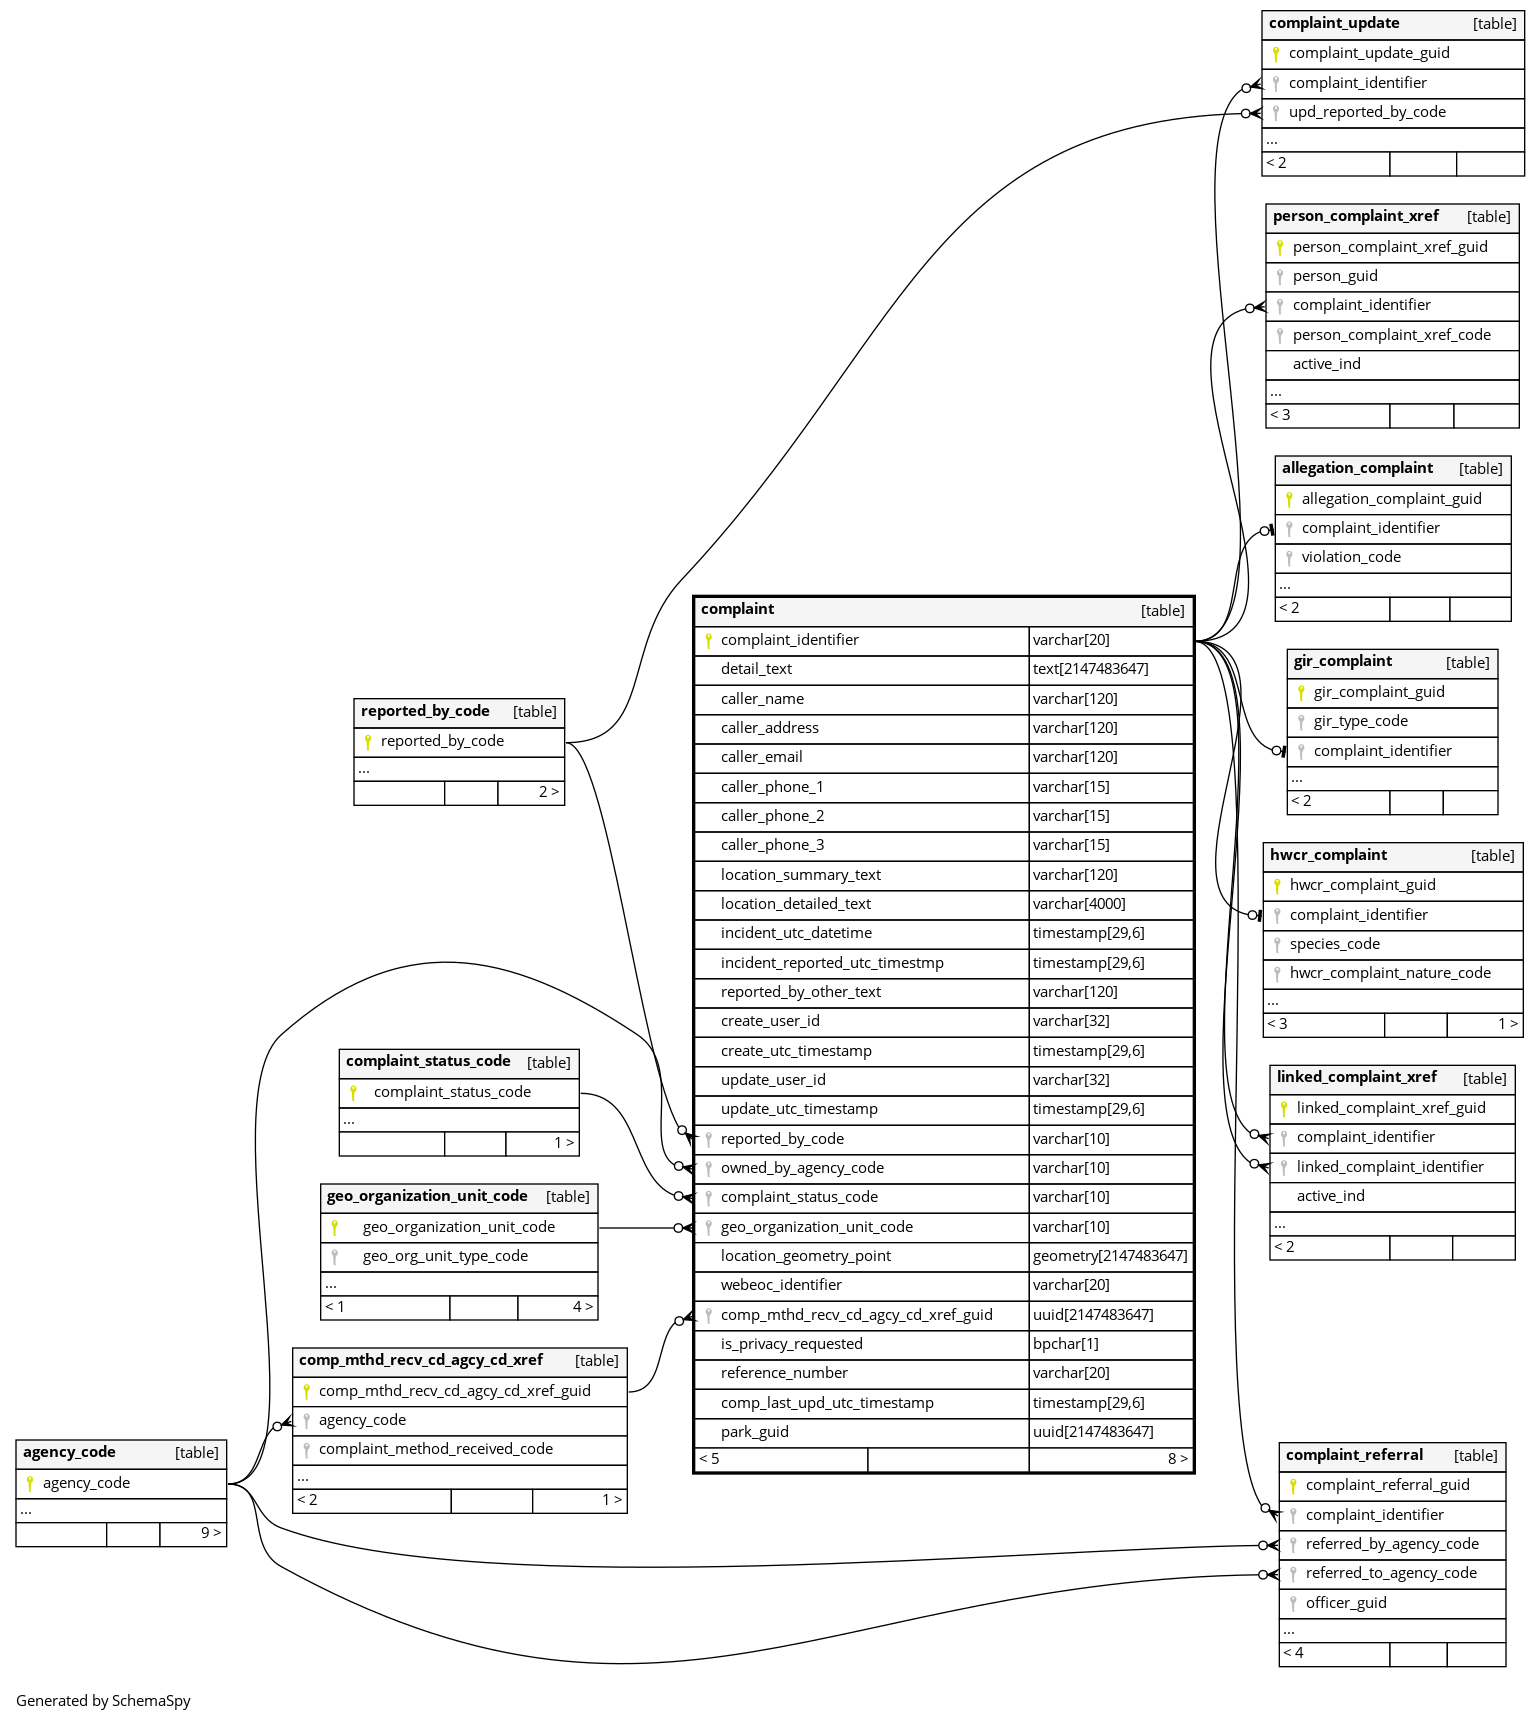 complaint_update [table]
complaint_update_guid
complaint_identifier
upd_reported_by_code
...
< 2
person_complaint_xref [table]
person_complaint_xref_guid
person_guid
complaint_identifier
person_complaint_xref_code
active_ind
...
< 3
allegation_complaint [table]
allegation_complaint_guid
complaint_identifier
violation_code
...
< 2
gir_complaint [table]
gir_complaint_guid
gir_type_code
complaint_identifier
...
< 2
hwcr_complaint [table]
hwcr_complaint_guid
complaint_identifier
species_code
hwcr_complaint_nature_code
...
< 3 1 >
linked_complaint_xref [table]
linked_complaint_xref_guid
complaint_identifier
linked_complaint_identifier
active_ind
...
< 2
complaint_referral [table]
complaint_referral_guid
complaint_identifier
referred_by_agency_code
referred_to_agency_code
officer_guid
...
< 4
complaint [table]
complaint_identifier varchar[20]
detail_text text[2147483647]
caller_name varchar[120]
caller_address varchar[120]
caller_email varchar[120]
caller_phone_1 varchar[15]
caller_phone_2 varchar[15]
caller_phone_3 varchar[15]
location_summary_text varchar[120]
location_detailed_text varchar[4000]
incident_utc_datetime timestamp[29,6]
incident_reported_utc_timestmp timestamp[29,6]
reported_by_other_text varchar[120]
create_user_id varchar[32]
create_utc_timestamp timestamp[29,6]
update_user_id varchar[32]
update_utc_timestamp timestamp[29,6]
reported_by_code varchar[10]
owned_by_agency_code varchar[10]
complaint_status_code varchar[10]
geo_organization_unit_code varchar[10]
location_geometry_point geometry[2147483647]
webeoc_identifier varchar[20]
comp_mthd_recv_cd_agcy_cd_xref_guid uuid[2147483647]
is_privacy_requested bpchar[1]
reference_number varchar[20]
comp_last_upd_utc_timestamp timestamp[29,6]
park_guid uuid[2147483647]
< 5 8 >
reported_by_code [table]
reported_by_code
...
2 >
complaint_status_code [table]
complaint_status_code
...
1 >
geo_organization_unit_code [table]
geo_organization_unit_code
geo_org_unit_type_code
...
< 1 4 >
comp_mthd_recv_cd_agcy_cd_xref [table]
comp_mthd_recv_cd_agcy_cd_xref_guid
agency_code
complaint_method_received_code
...
< 2 1 >
agency_code [table]
agency_code
...
9 >
Generated by SchemaSpy